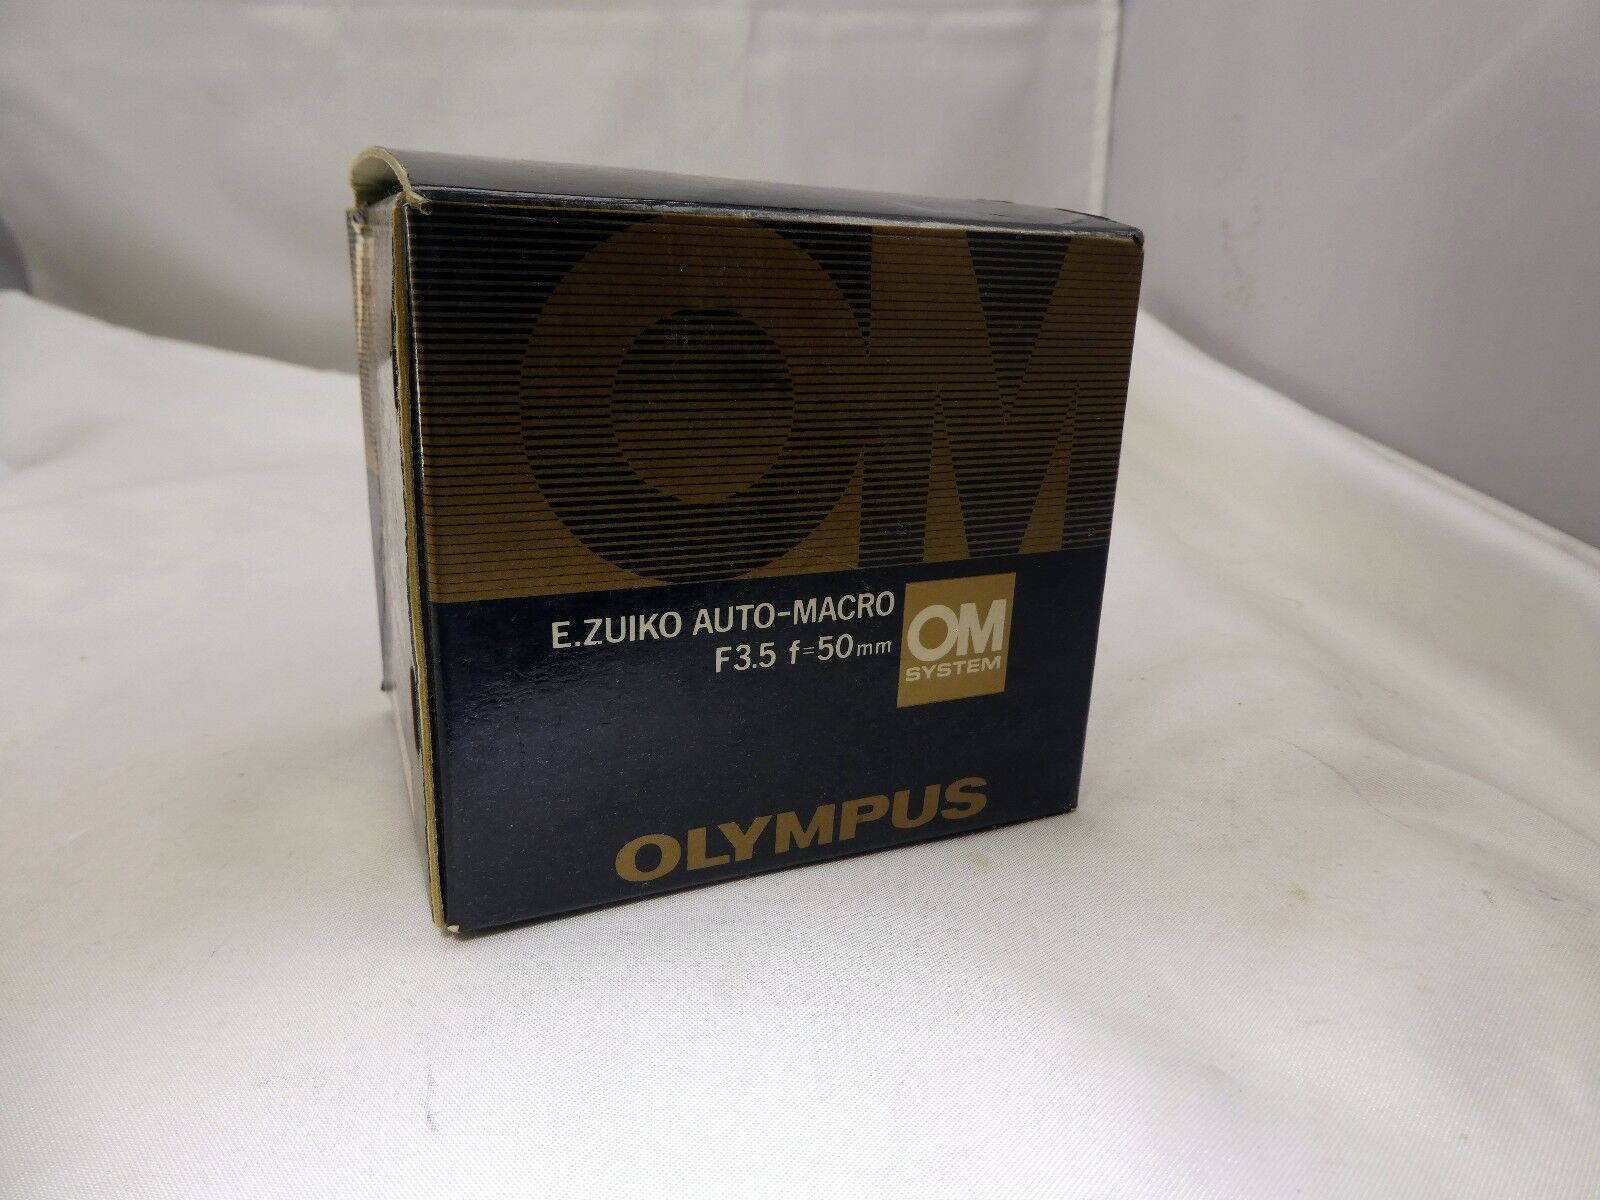 OM
E.ZUIKO AUTO-MACRO
F3.5 f=50mm
OM
SYSTEM
OLYMPUS